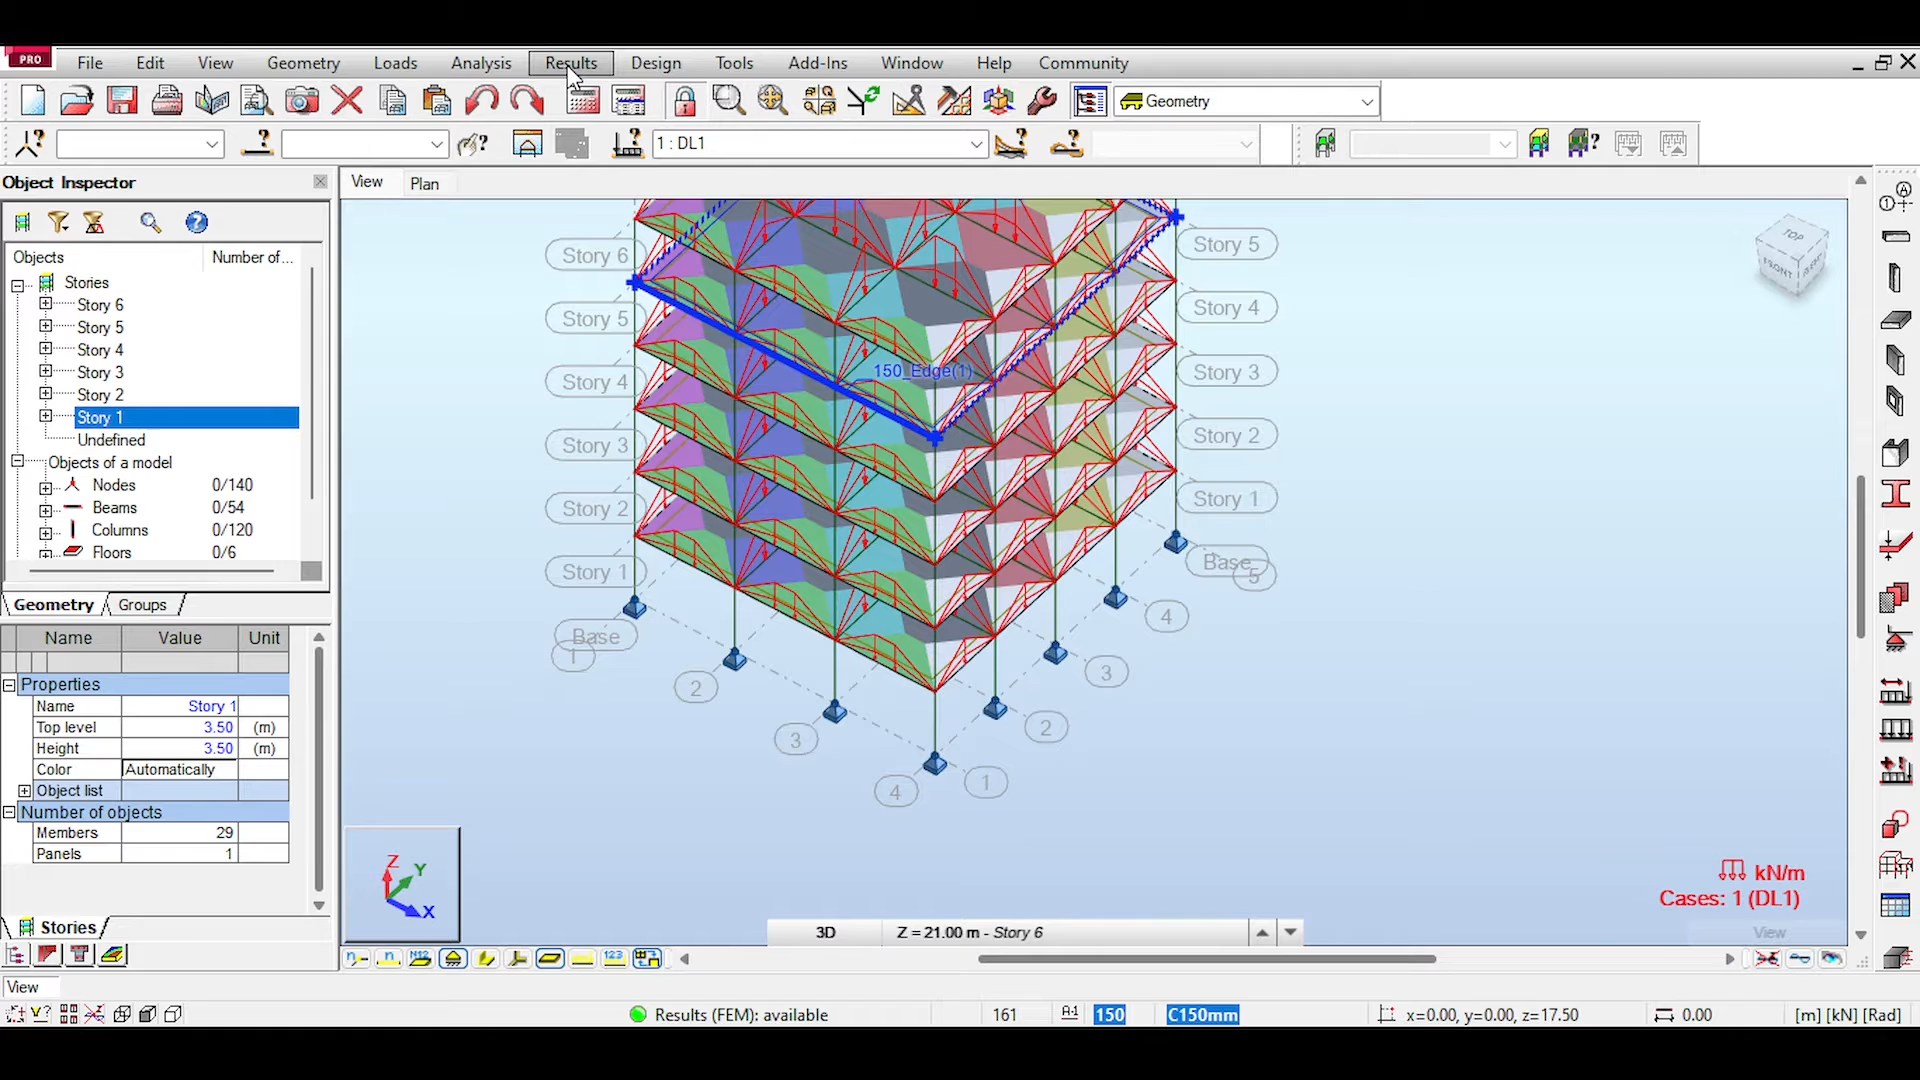 PRO
File Edit View Geometry Loads Analysis Results Design Tools Add-Ins Window Help Community
Geometry
1 : DL1
Object Inspector
View Plan
Objects Number of...
Stories
Story 6
Story 5
Story 4
Story 3
Story 2
Story 1
Undefined
Objects of a model
Nodes 0/140
Beams 0/54
Columns 0/120
Floors 0/6
Geometry Groups
Name Value Unit
Properties
Name Story 1
Top level 3.50 (m)
Height 3.50 (m)
Color Automatically
Object list
Number of objects
Members 29
Panels 1
Stories
Story 6
Story 5
Story 4
Story 3
Story 2
Story 1
Base
1
2
3
4
150_Edge(1)
Story 5
Story 4
Story 3
Story 2
Story 1
Base
5
4
3
2
1
TOP
FRONT
Z
Y
X
kN/m
Cases: 1 (DL1)
View
3D Z = 21.00 m - Story 6
View
Results (FEM): available 161 150 C150mm x=0.00, y=0.00, z=17.50 0.00 [m] [kN] [Rad]